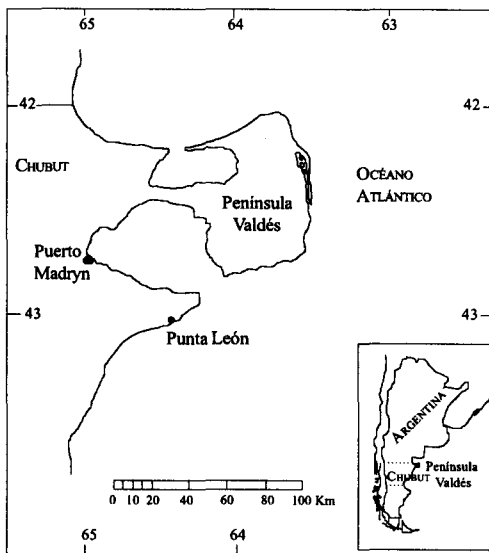 65 64 63
42 42
CHUBUT
OCÉANO
ATLÁNTICO
Península
Valdés
Puerto
Madryn
43 43
Punta León
ARGENTINA
Península
Valdés
CHUBUT
0 10 20 40 60 80 100 Km
65 64